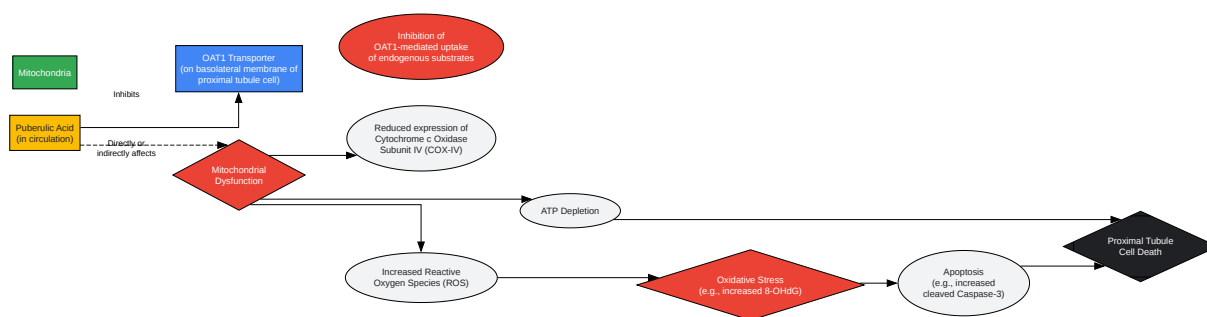 Inhibition of
OAT1-mediated uptake
of endogenous substrates
OAT1 Transporter
(on basolateral membrane of
proximal tubule cell)
Mitochondria
Inhibits
Puberulic Acid
(in circulation)
Directly or
indirectly affects
Reduced expression of
Cytochrome c Oxidase
Subunit IV (COX-IV)
Mitochondrial
Dysfunction
ATP Depletion
Proximal Tubule
Cell Death
Increased Reactive
Oxygen Species (ROS)
Oxidative Stress
(e.g., increased 8-OHdG)
Apoptosis
(e.g., increased
cleaved Caspase-3)